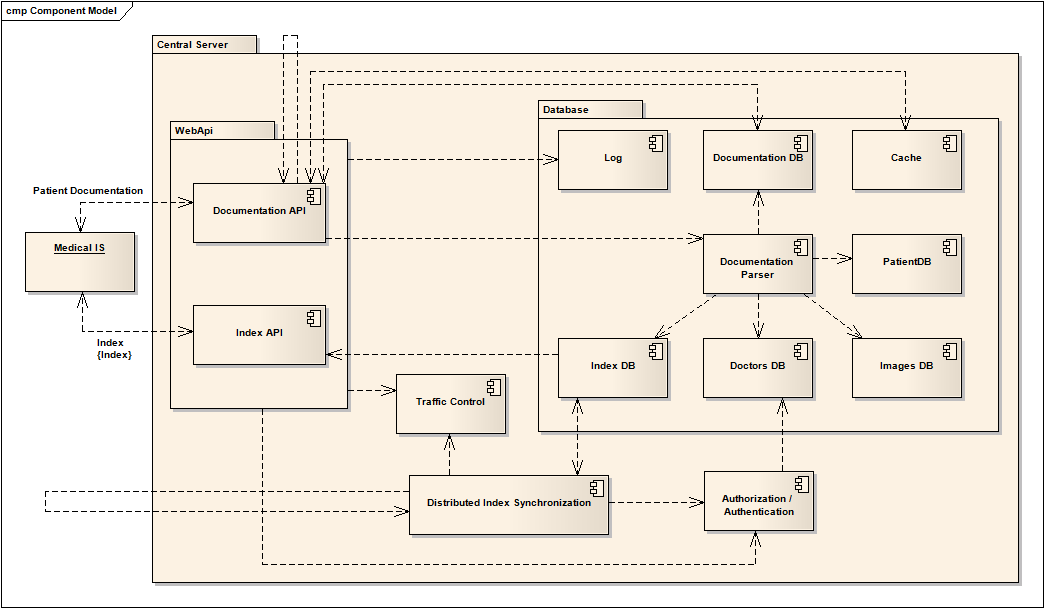 cmp Component Model
Central Server
Database
WebApi
Log
Documentation DB
Cache
Patient Documentation
Documentation API
Medical IS
Documentation
Parser
PatientDB
Index API
Index
{Index}
Index DB
Doctors DB
Images DB
Traffic Control
Distributed Index Synchronization
Authorization /
Authentication